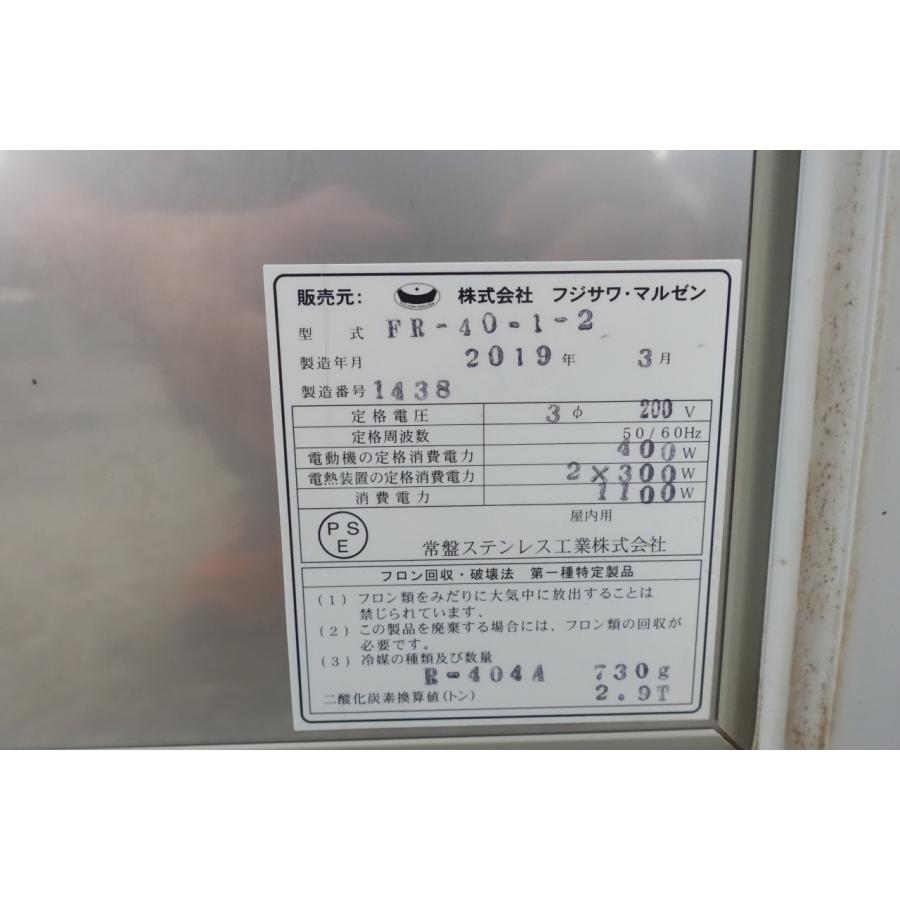 販売元: 株式会社 フジサワ・マルゼン
型 式 FR-40-1-2
製造年月 2019年 3月
製造番号 1438
定格電圧 3φ 200 V
定格周波数 50/60Hz
電動機の定格消費電力 400W
電熱装置の定格消費電力 2×300W
消費電力 1100W
屋内用
PSE 常盤ステンレス工業株式会社
フロン回収・破壊法 第一種特定製品
(1) フロン類をみだりに大気中に放出することは
禁じられています、
(2) この製品を廃棄する場合には、フロン類の回収が
必要です。
(3) 冷媒の種類及び数量
R-404A 730g
二酸化炭素換算値(トン) 2.9T